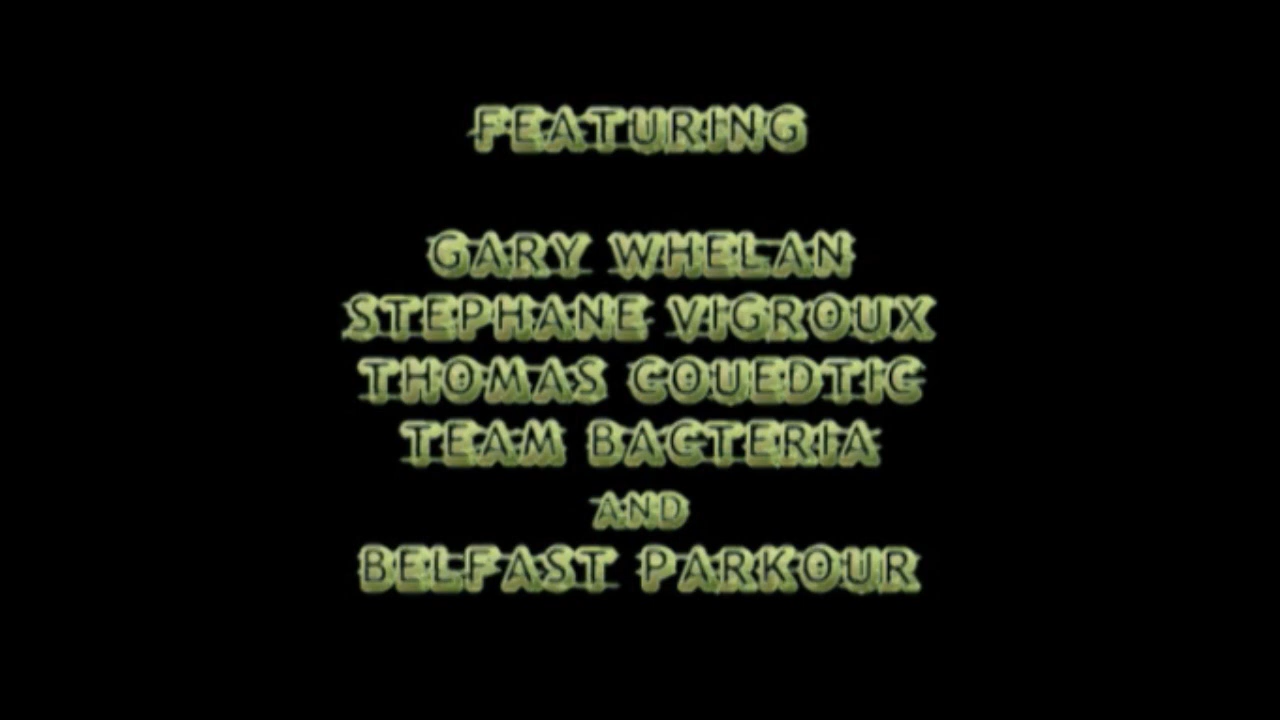 FEATURING
GARY WHELAN
STEPHANE VIGROUX
THOMAS COUEDTIC
TEAM BACTERIA
AND
BELFAST PARKOUR